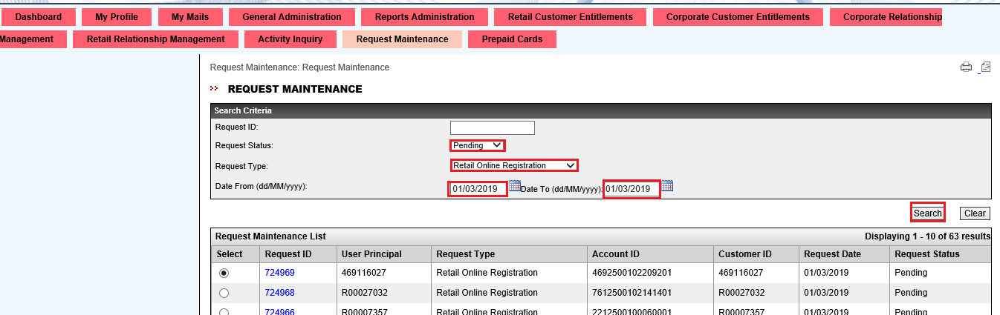 Dashboard My Profile My Mails General Administration Reports Administration Retail Customer Entitlements Corporate Customer Entitlements Corporate Relationship
Management Retail Relationship Management Activity Inquiry Request Maintenance Prepaid Cards
Request Maintenance: Request Maintenance
REQUEST MAINTENANCE
Search Criteria
Request ID:
Request Status: Pending
Request Type: Retail Online Registration
Date From (dd/MM/yyyy): 01/03/2019 Date To (dd/MM/yyyy): 01/03/2019
Search Clear
Request Maintenance List Displaying 1 - 10 of 63 results
Select Request ID User Principal Request Type Account ID Customer ID Request Date Request Status
724969 469116027 Retail Online Registration 4692500102209201 469116027 01/03/2019 Pending
724968 R00027032 Retail Online Registration 7612500102141401 R00027032 01/03/2019 Pending
724966 R00007357 Retail Online Registration 2212500100060001 R00007357 01/03/2019 Pending